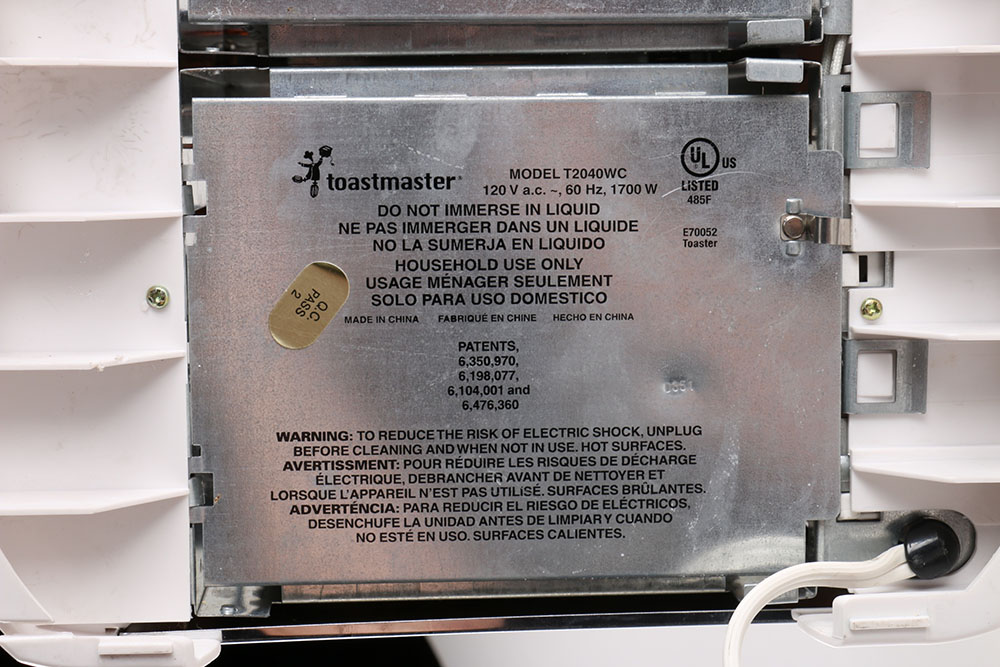 toastmaster®
MODEL T2040WC
120 V a.c. ~, 60 Hz, 1700 W
UL US
LISTED
485F
E70052
Toaster
DO NOT IMMERSE IN LIQUID
NE PAS IMMERGER DANS UN LIQUIDE
NO LA SUMERJA EN LIQUIDO
HOUSEHOLD USE ONLY
USAGE MÉNAGER SEULEMENT
SOLO PARA USO DOMESTICO
Q.C.
PASS
2
MADE IN CHINA FABRIQUÉ EN CHINE HECHO EN CHINA
PATENTS,
6,350,970,
6,198,077,
6,104,001 and
6,476,360
WARNING: TO REDUCE THE RISK OF ELECTRIC SHOCK, UNPLUG
BEFORE CLEANING AND WHEN NOT IN USE. HOT SURFACES.
AVERTISSMENT: POUR RÉDUIRE LES RISQUES DE DÉCHARGE
ÉLECTRIQUE, DEBRANCHER AVANT DE NETTOYER ET
LORSQUE L'APPAREIL N'EST PAS UTILISÉ. SURFACES BRÛLANTES.
ADVERTÉNCIA: PARA REDUCIR EL RIESGO DE ELÉCTRICOS,
DESENCHUFE LA UNIDAD ANTES DE LIMPIAR Y CUANDO
NO ESTÉ EN USO. SURFACES CALIENTES.